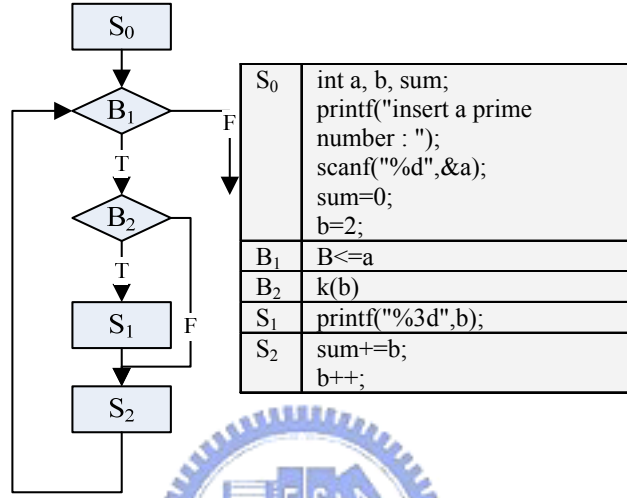 S0
B1
F
T
B2
T
S1
F
S2
S0 int a, b, sum;
printf("insert a prime
number : ");
scanf("%d",&a);
sum=0;
b=2;
B1 B<=a
B2 k(b)
S1 printf("%3d",b);
S2 sum+=b;
b++;